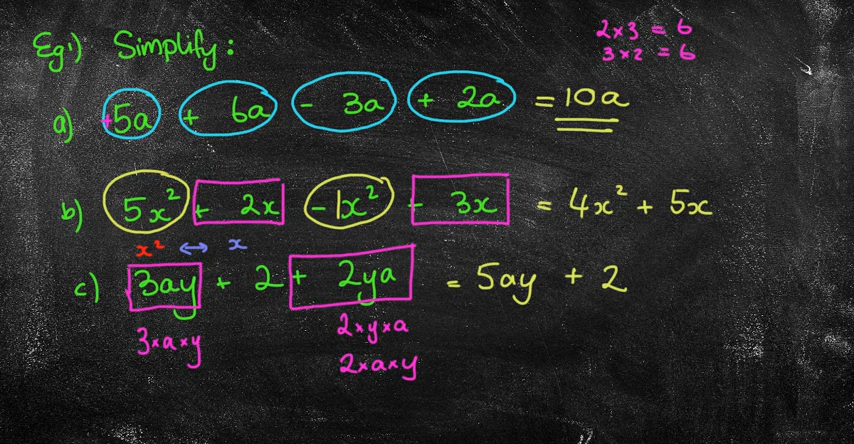 Eg1) Simplify:
2×3 = 6
3×2 = 6
a) +5a + 6a - 3a + 2a = 10a
b) 5x² + 2x - 1x² + 3x = 4x² + 5x
x² ↔ x
c) 3ay + 2 + 2ya = 5ay + 2
3×a×y
2×y×a
2×a×y